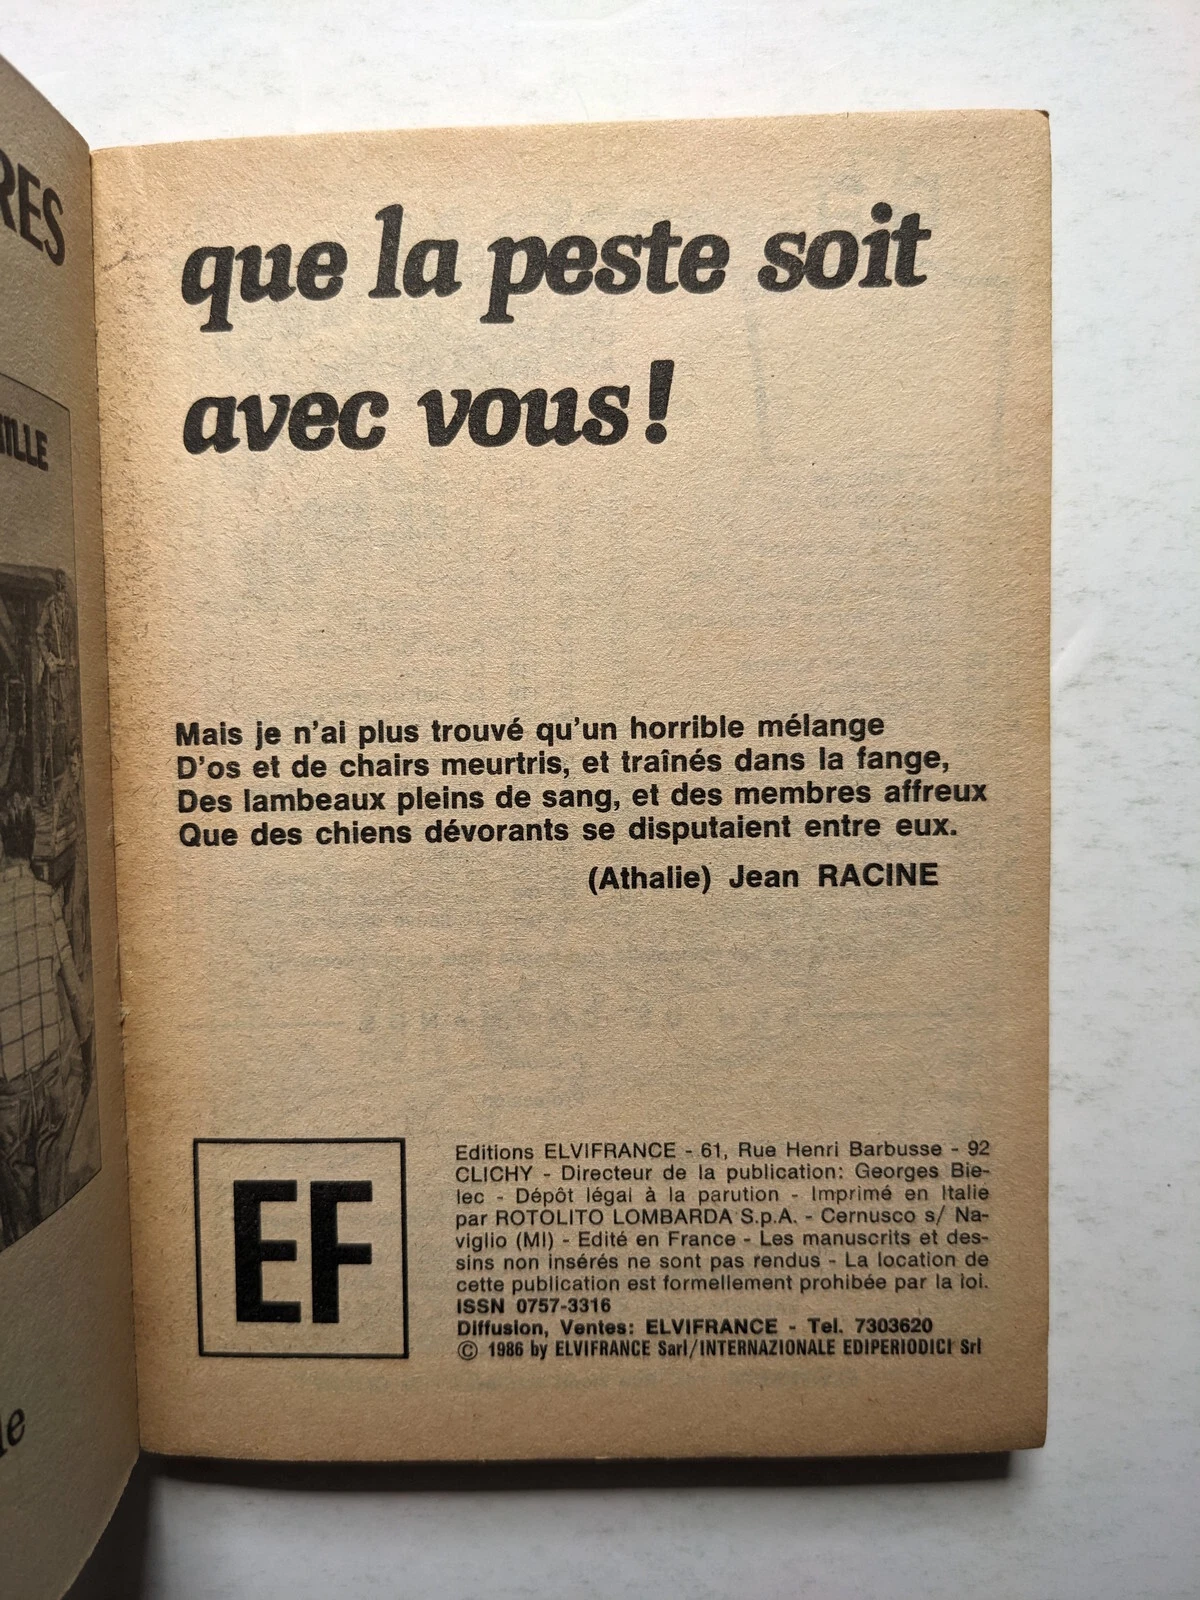 que la peste soit
avec vous!
Mais je n'ai plus trouvé qu'un horrible mélange
D'os et de chairs meurtris, et traînés dans la fange,
Des lambeaux pleins de sang, et des membres affreux
Que des chiens dévorants se disputaient entre eux.
(Athalie) Jean RACINE
EF
Editions ELVIFRANCE - 61, Rue Henri Barbusse - 92
CLICHY - Directeur de la publication: Georges Bie-
lec - Dépôt légal à la parution - Imprimé en Italie
par ROTOLITO LOMBARDA S.p.A. - Cernusco s/ Na-
viglio (MI) - Edité en France - Les manuscrits et des-
sins non insérés ne sont pas rendus - La location de
cette publication est formellement prohibée par la loi.
ISSN 0757-3316
Diffusion, Ventes: ELVIFRANCE - Tel. 7303620
© 1986 by ELVIFRANCE Sarl/INTERNAZIONALE EDIPERIODICI Srl